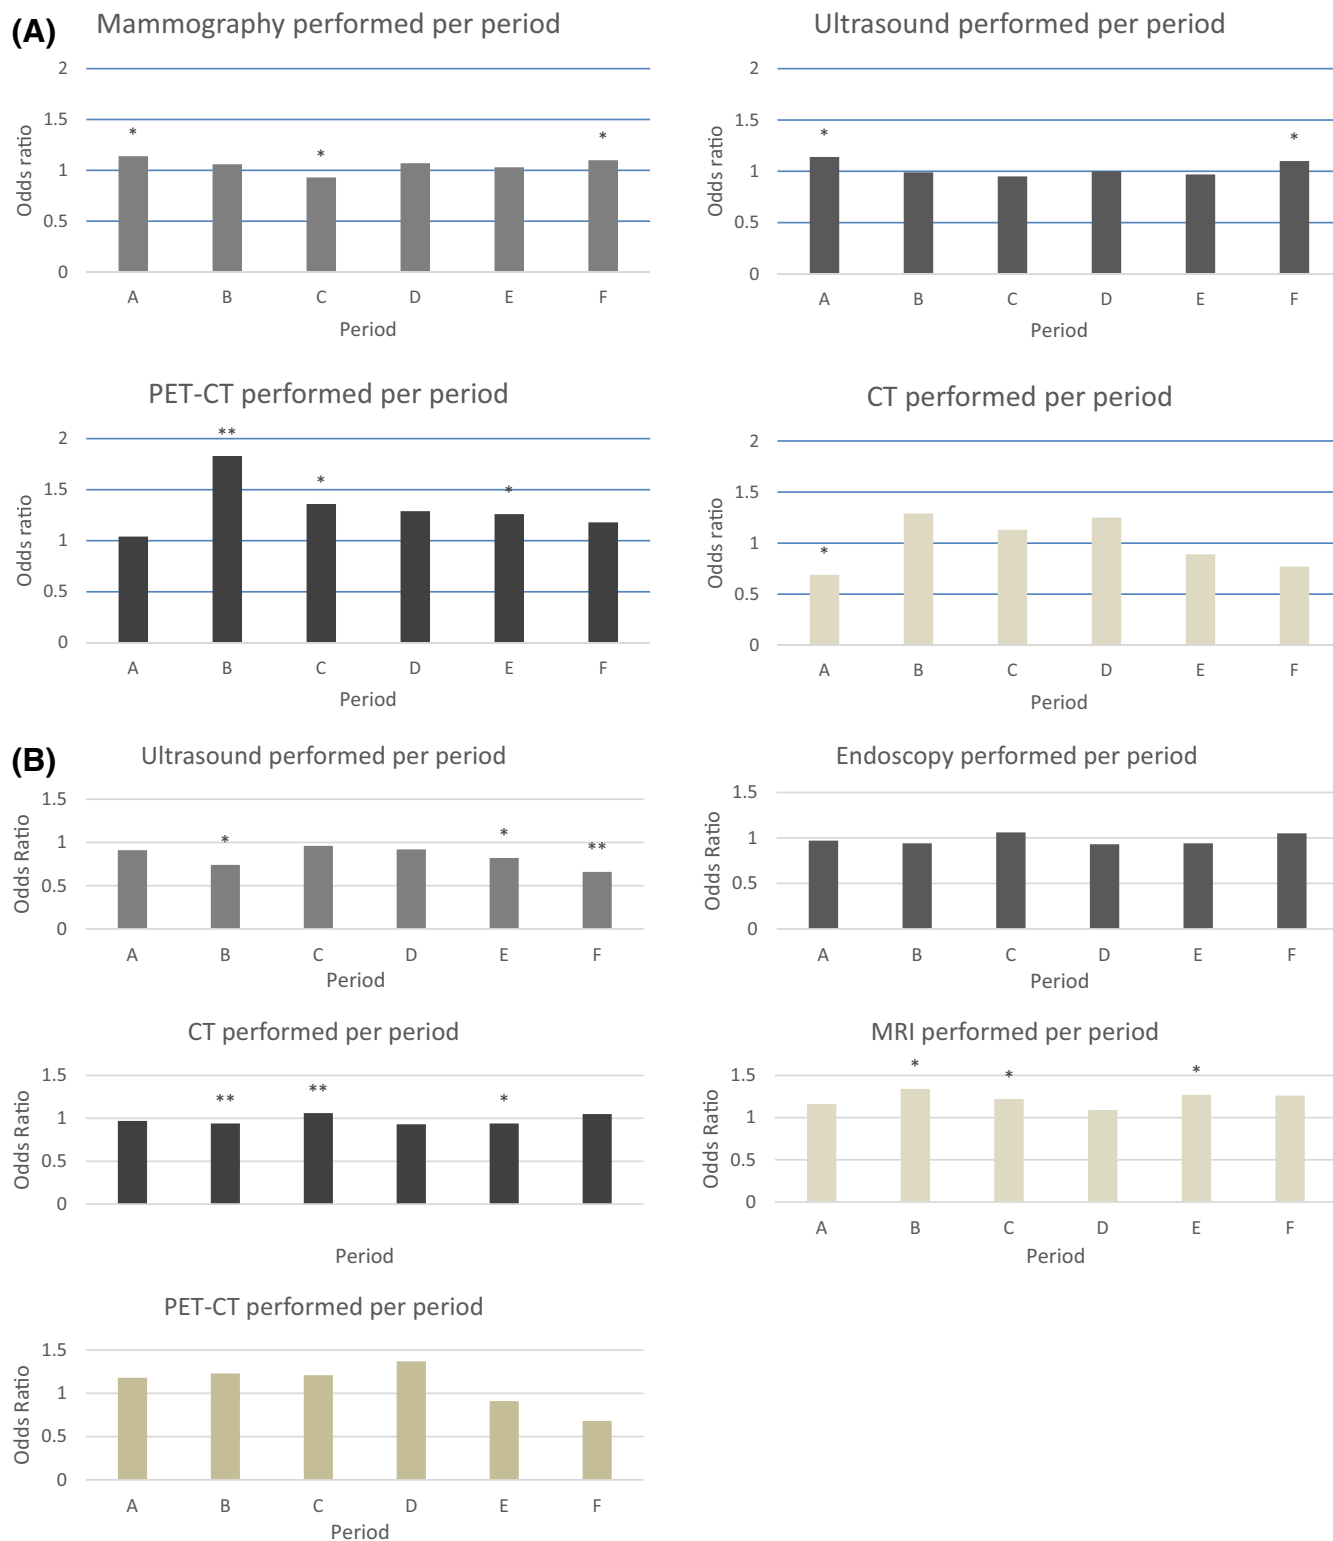 (A)
Mammography performed per period
2
1.5
1
0.5
0
Odds ratio
* * *
A B C D E F
Period
Ultrasound performed per period
2
1.5
1
0.5
0
Odds ratio
* *
A B C D E F
Period
PET-CT performed per period
2
1.5
1
0.5
0
Odds ratio
** * *
A B C D E F
Period
CT performed per period
2
1.5
1
0.5
0
Odds ratio
*
A B C D E F
Period
(B)
Ultrasound performed per period
1.5
1
0.5
0
Odds Ratio
* * **
A B C D E F
Period
Endoscopy performed per period
1.5
1
0.5
0
Odds Ratio
A B C D E F
Period
CT performed per period
1.5
1
0.5
0
Odds Ratio
** ** *
Period
MRI performed per period
1.5
1
0.5
0
Odds Ratio
* * *
A B C D E F
Period
PET-CT performed per period
1.5
1
0.5
0
Odds Ratio
A B C D E F
Period